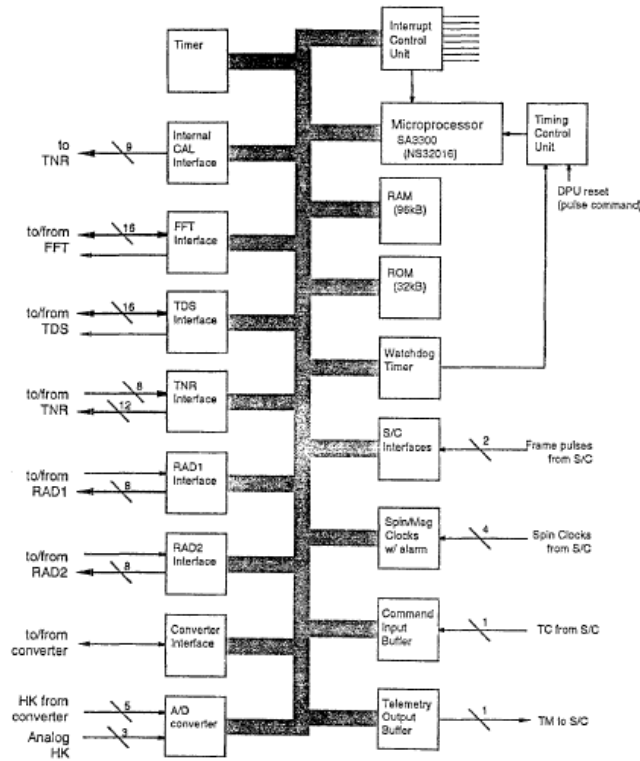 Timer
Interrupt
Control
Unit
Microprocessor
SA3300
(NS32016)
Timing
Control
Unit
DPU reset
(pulse command)
to
TNR
9
Internal
CAL
Interface
RAM
(96kB)
to/from
FFT
16
FFT
Interface
ROM
(32kB)
to/from
TDS
16
TDS
Interface
Watchdog
Timer
to/from
TNR
8
12
TNR
Interface
S/C
Interfaces
2
Frame pulses
from S/C
to/from
RAD1
8
RAD1
Interface
Spin/Mag
Clocks
w/ alarm
4
Spin Clocks
from S/C
to/from
RAD2
8
RAD2
Interface
Command
Input
Buffer
1
TC from S/C
to/from
converter
Converter
Interface
HK from
converter
5
Analog
HK
3
A/D
converter
Telemetry
Output
Buffer
1
TM to S/C